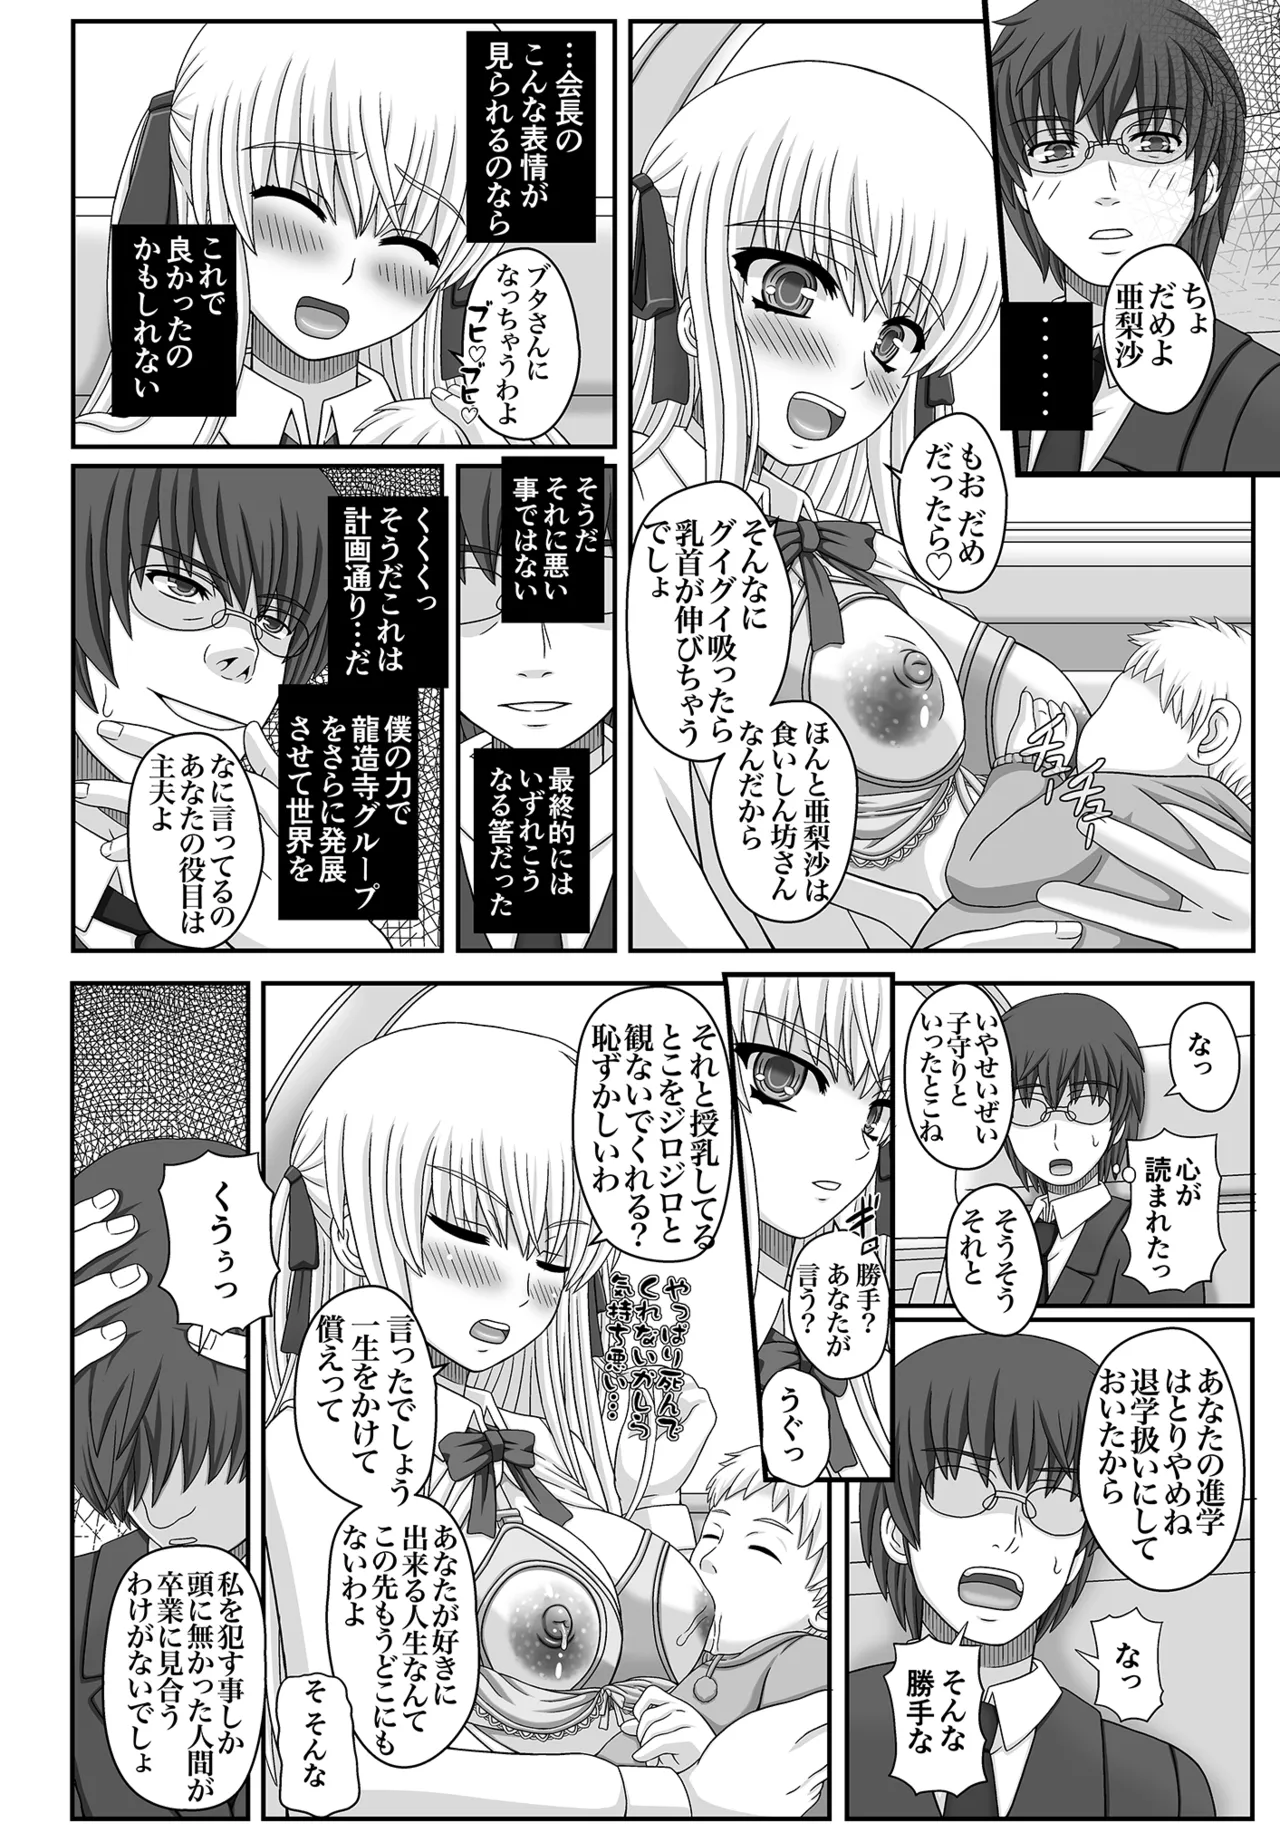 ちょ
だめよ
亜梨沙
・・・・・・
もお だめ
だったら♡
そんなに
グイグイ吸ったら
乳首が伸びちゃう
でしょ
ほんと亜梨沙は
食いしん坊さん
なんだから
チュー
チュー
…会長の
こんな表情が
見られるのなら
ブタさんに
なっちゃうわよ
ブヒ♡ブヒ♡
これで
良かったの
かもしれない
そうだ
それに悪い
事ではない
最終的には
いずれこう
なる筈だった
くくくっ
そうだこれは
計画通り…だ
僕の力で
龍造寺グループ
をさらに発展
させて世界を
なに言ってるの
あなたの役目は
主夫よ
なっ
心が
読まれたっ
いやせいぜい
子守りと
いったとこね
そうそう
それと
あなたの進学
はとりやめね
退学扱いにして
おいたから
なっ
そんな
勝手な
ギロ
勝手?
あなたが
言う?
うぐっ
それと授乳してる
とこをジロジロと
観ないでくれる?
恥ずかしいわ
やっぱり死んで
くれないかしら
気持ち悪い…
言ったでしょう
一生をかけて
償えって
あなたが好きに
出来る人生なんて
この先もうどこにも
ないわよ
そ そんな
くうぅっ
私を犯す事しか
頭に無かった人間が
卒業に見合う
わけがないでしょ